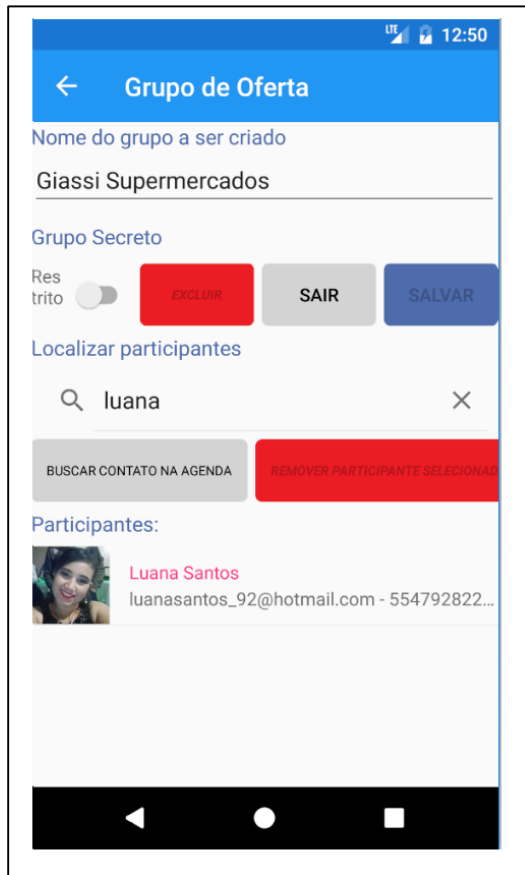 LTE 12:50
Grupo de Oferta
Nome do grupo a ser criado
Giassi Supermercados
Grupo Secreto
Res
trito
EXCLUIR SAIR SALVAR
Localizar participantes
luana
BUSCAR CONTATO NA AGENDA REMOVER PARTICIPANTE SELECIONAD
Participantes:
Luana Santos
luanasantos_92@hotmail.com - 554792822...